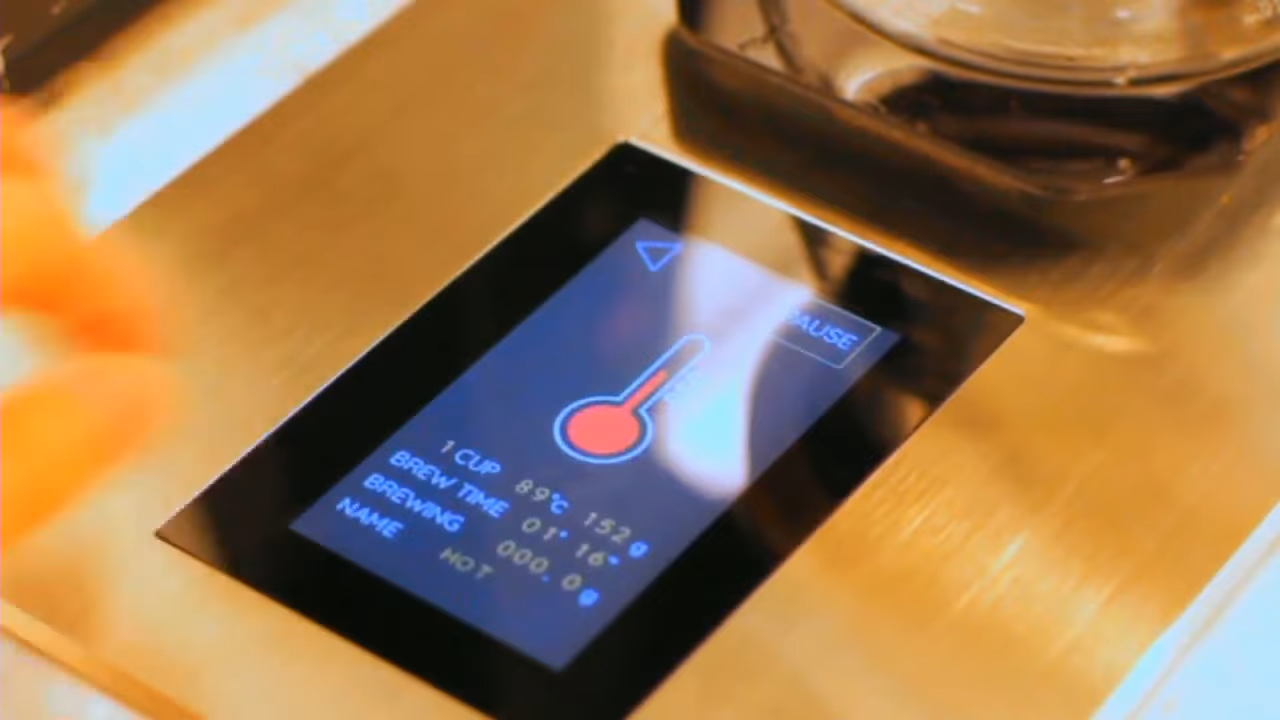 PAUSE
1 CUP 89°C 152g
BREW TIME 01' 16"
BREWING 000.0g
NAME HOT